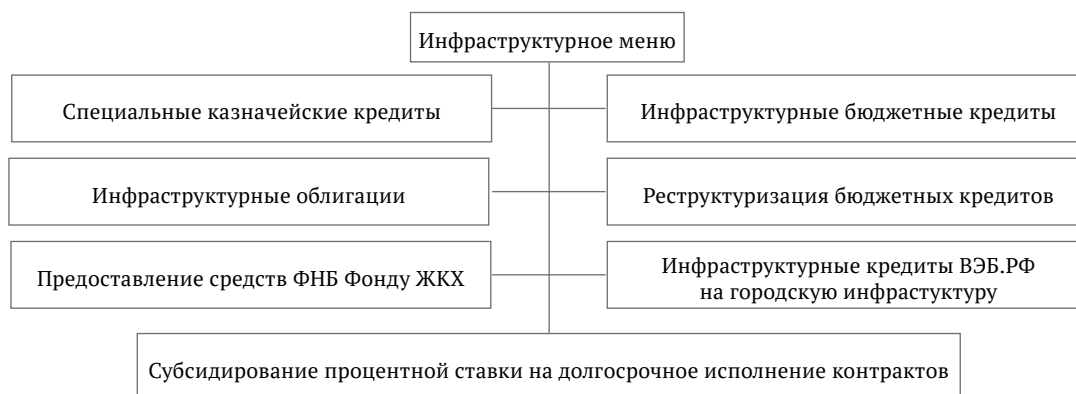 Инфраструктурное меню
Специальные казначейские кредиты
Инфраструктурные бюджетные кредиты
Инфраструктурные облигации
Реструктуризация бюджетных кредитов
Предоставление средств ФНБ Фонду ЖКХ
Инфраструктурные кредиты ВЭБ.РФ
на городскую инфрастуктуру
Субсидирование процентной ставки на долгосрочное исполнение контрактов